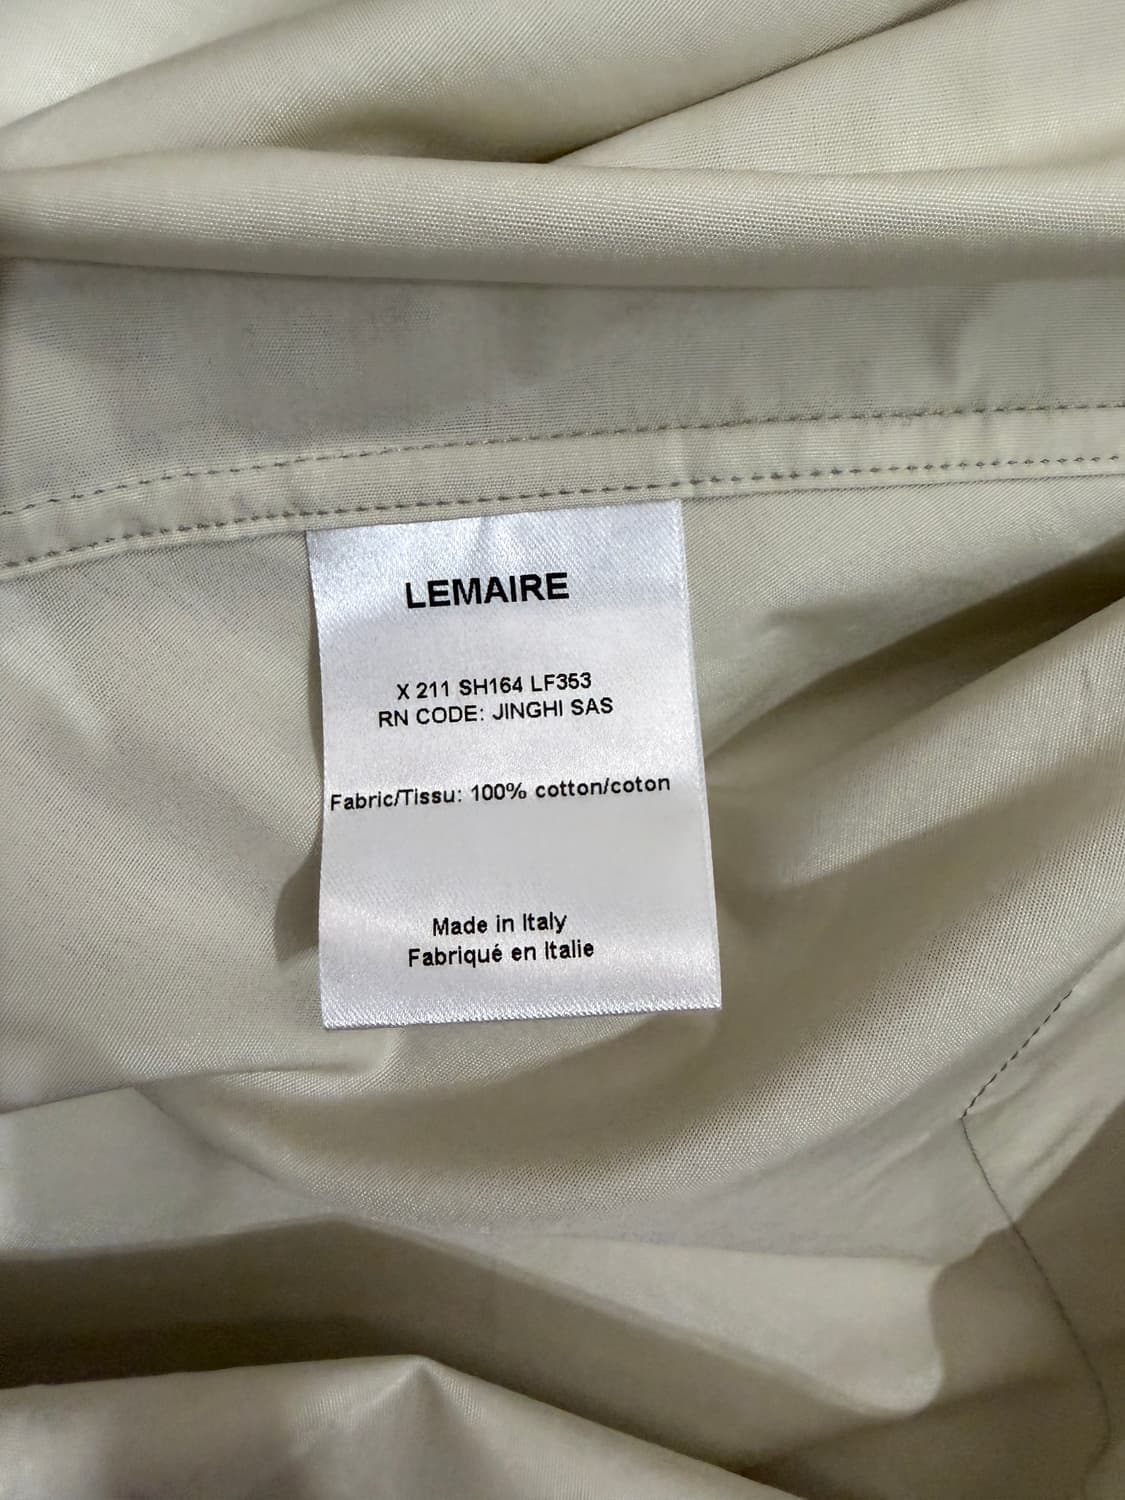 LEMAIRE
X 211 SH164 LF353
RN CODE: JINGHI SAS
Fabric/Tissu: 100% cotton/coton
Made in Italy
Fabriqué en Italie